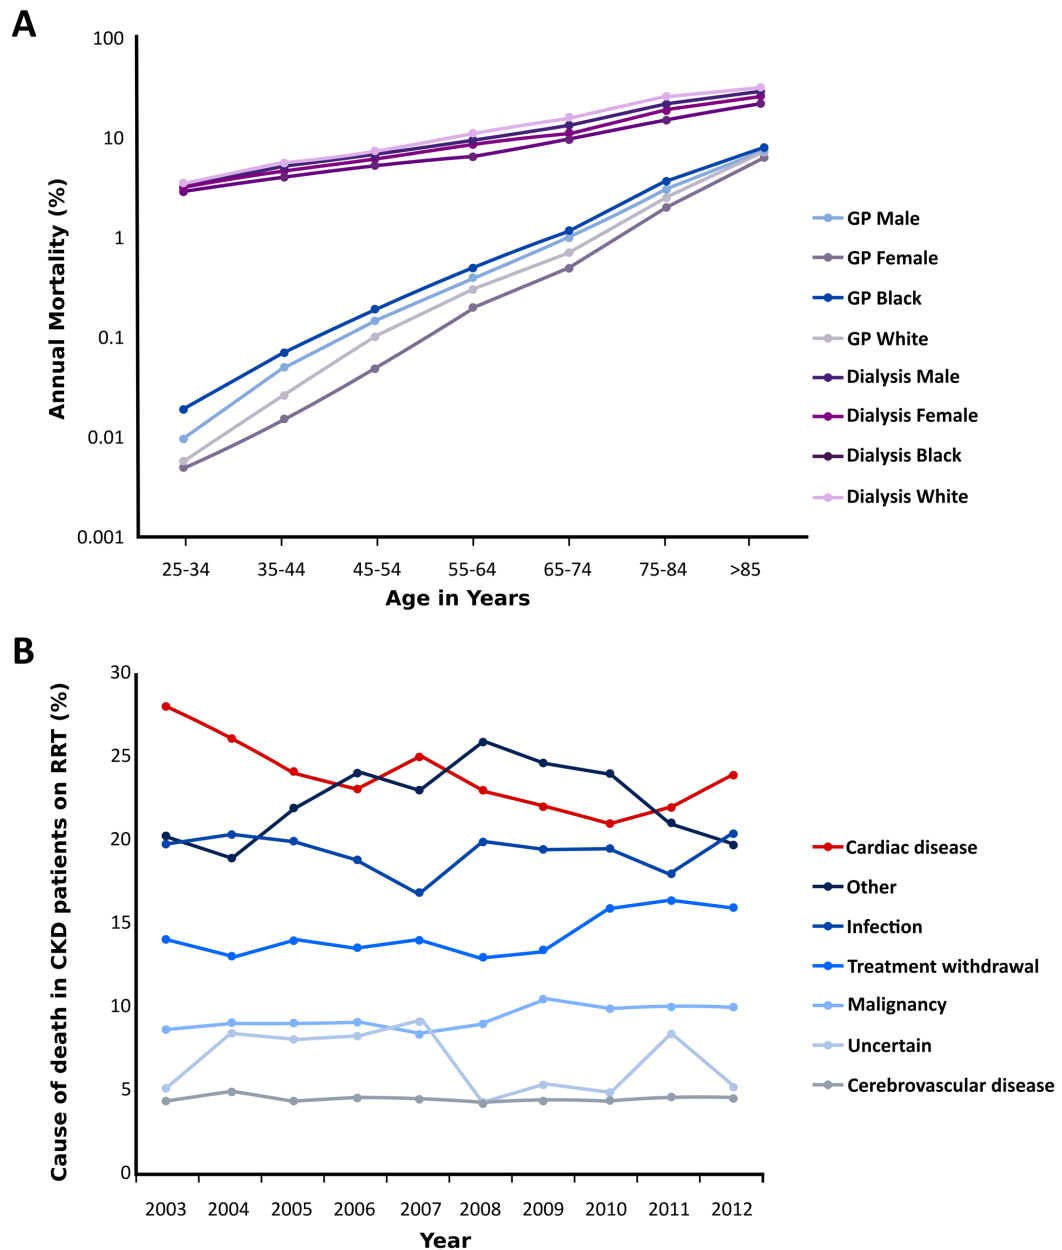 A
100
10
1
0.1
0.01
0.001
Annual Mortality (%)
25-34 35-44 45-54 55-64 65-74 75-84 >85
Age in Years
GP Male
GP Female
GP Black
GP White
Dialysis Male
Dialysis Female
Dialysis Black
Dialysis White
B
30
25
20
15
10
5
0
Cause of death in CKD patients on RRT (%)
2003 2004 2005 2006 2007 2008 2009 2010 2011 2012
Year
Cardiac disease
Other
Infection
Treatment withdrawal
Malignancy
Uncertain
Cerebrovascular disease